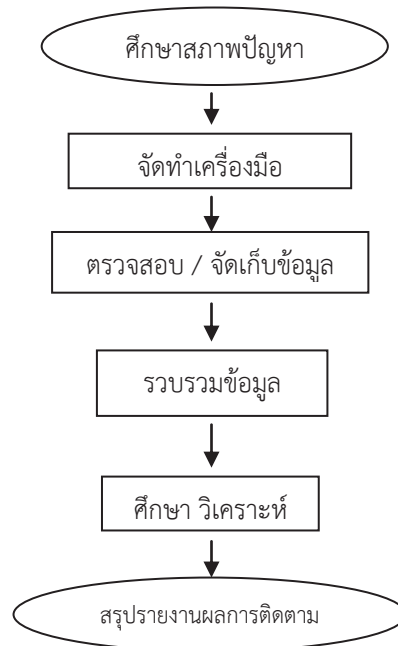 ศึกษาสภาพปัญหา
จัดทำเครื่องมือ
ตรวจสอบ / จัดเก็บข้อมูล
รวบรวมข้อมูล
ศึกษา วิเคราะห์
สรุปรายงานผลการติดตาม